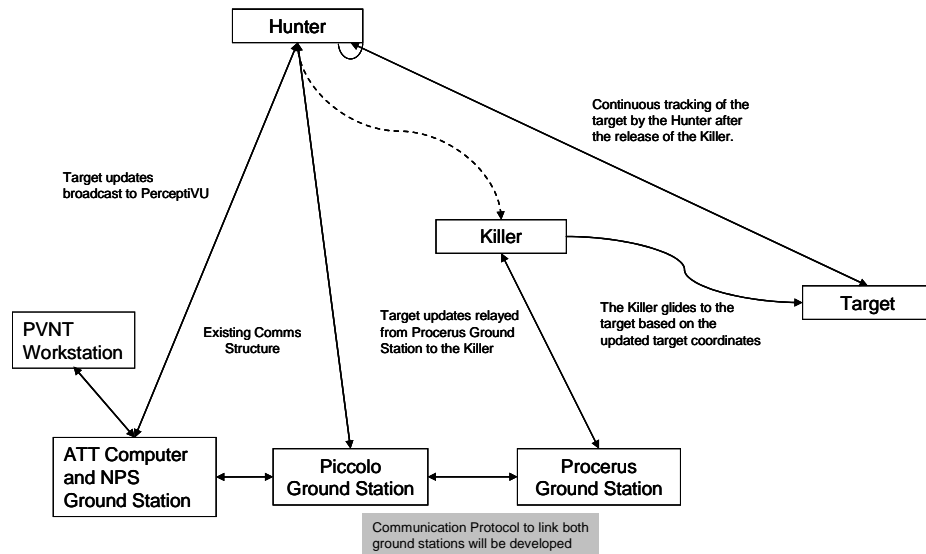 Hunter
Continuous tracking of the
target by the Hunter after
the release of the Killer.
Target updates
broadcast to PerceptiVU
Killer
Target
PVNT
Workstation
Existing Comms
Structure
Target updates relayed
from Procerus Ground
Station to the Killer
The Killer glides to the
target based on the
updated target coordinates
ATT Computer
and NPS
Ground Station
Piccolo
Ground Station
Procerus
Ground Station
Communication Protocol to link both
ground stations will be developed